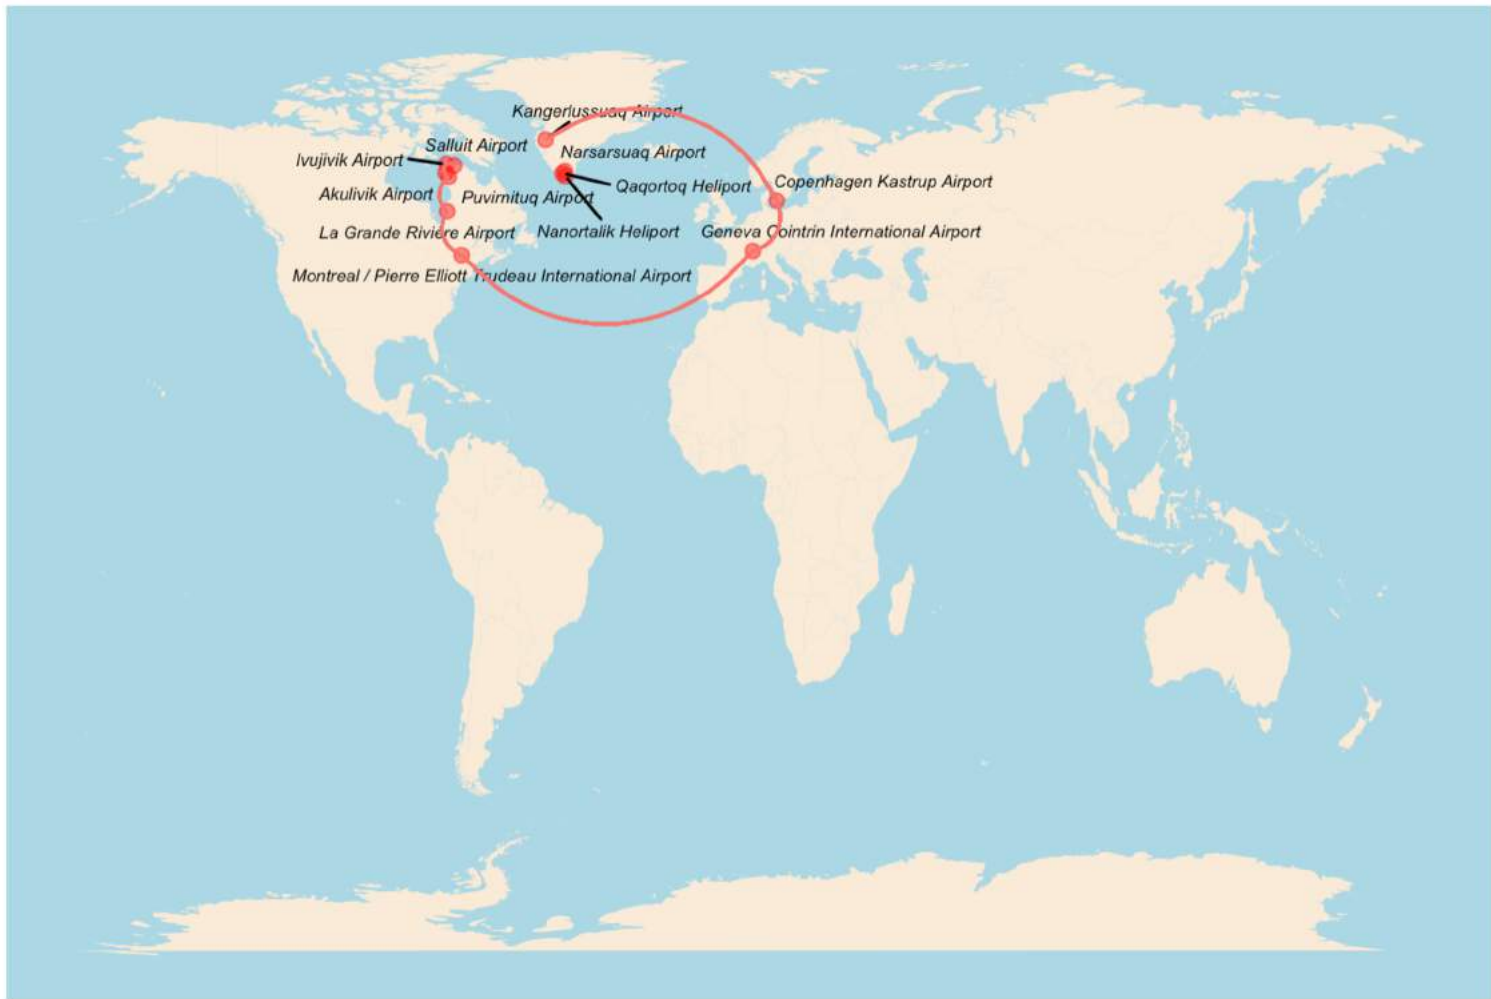 Kangerlussuaq Airport
Salluit Airport
Narsarsuaq Airport
Ivujivik Airport
Qaqortoq Heliport
Copenhagen Kastrup Airport
Akulivik Airport
Puvirnituq Airport
La Grande Rivière Airport
Nanortalik Heliport
Geneva Cointrin International Airport
Montreal / Pierre Elliott Trudeau International Airport